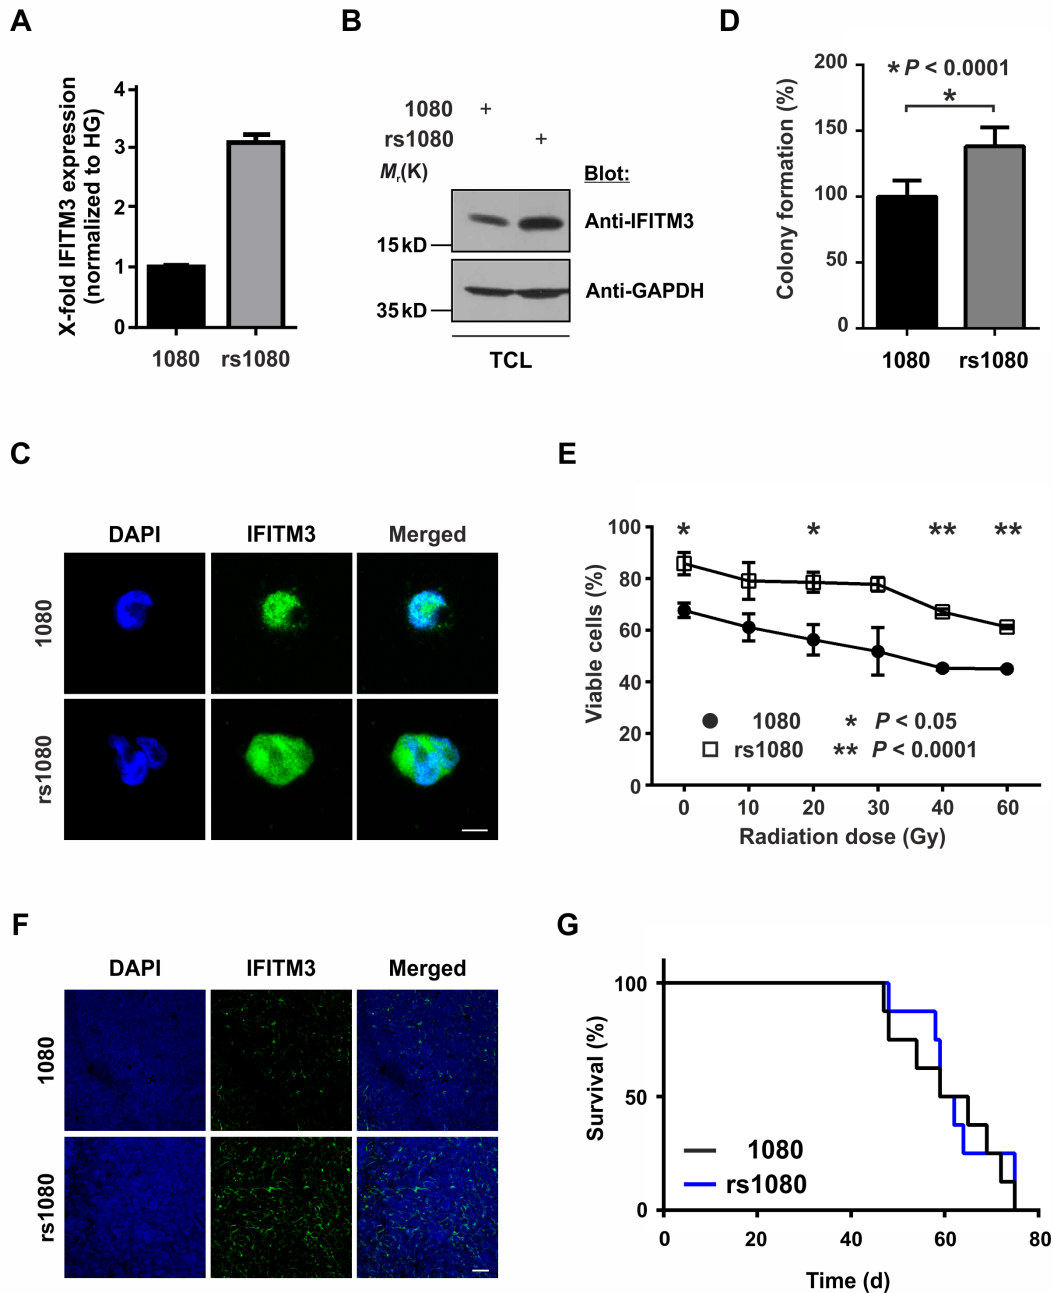 A
X-fold IFITM3 expression
(normalized to HG)
4
3
2
1
0
1080
rs1080
B
1080 +
rs1080 +
Mr(K)
Blot:
Anti-IFITM3
15 kD
Anti-GAPDH
35 kD
TCL
D
Colony formation (%)
200
150
100
50
0
* P < 0.0001
*
1080
rs1080
C
DAPI IFITM3 Merged
1080
rs1080
E
Viable cells (%)
100
80
60
40
20
0
* * ** **
1080 * P < 0.05
rs1080 ** P < 0.0001
0 10 20 30 40 60
Radiation dose (Gy)
F
DAPI IFITM3 Merged
1080
rs1080
G
Survival (%)
100
50
0
1080
rs1080
0 20 40 60 80
Time (d)